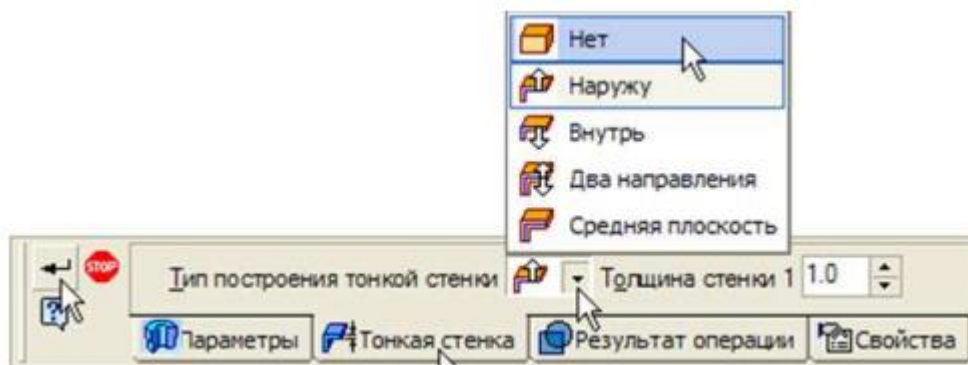 Нет
Наружу
Внутрь
Два направления
Средняя плоскость
STOP Тип построения тонкой стенки Толщина стенки 1 1.0
Параметры Тонкая стенка Результат операции Свойства